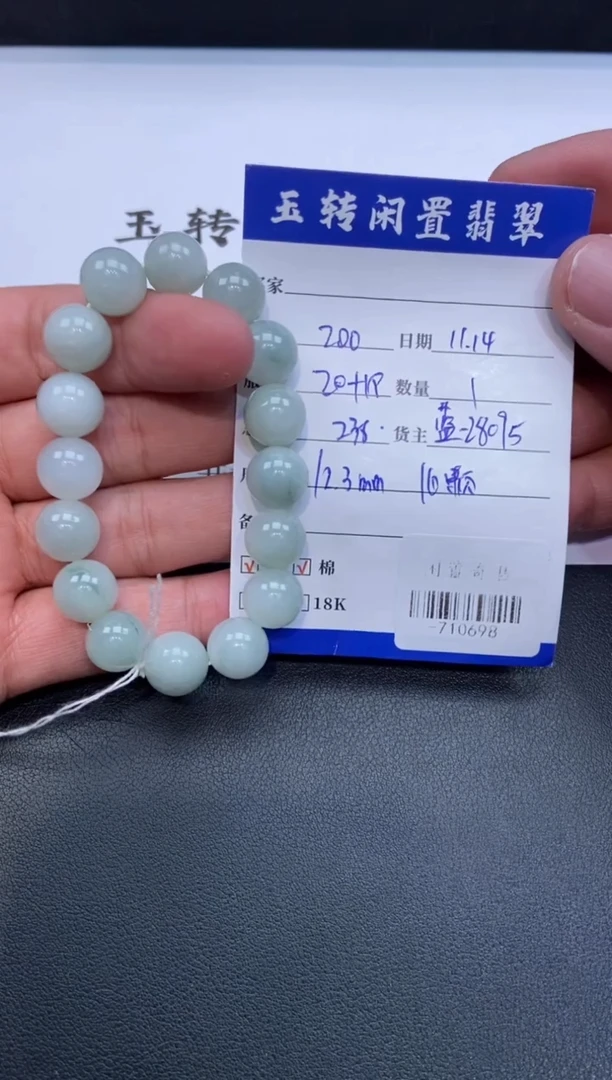 玉转闲置翡翠
玉转
家
200 日期 11.14
20+18 数量 1
238. 货主 蓝-28095
12.3mm 16颗
棉
18K
-710698